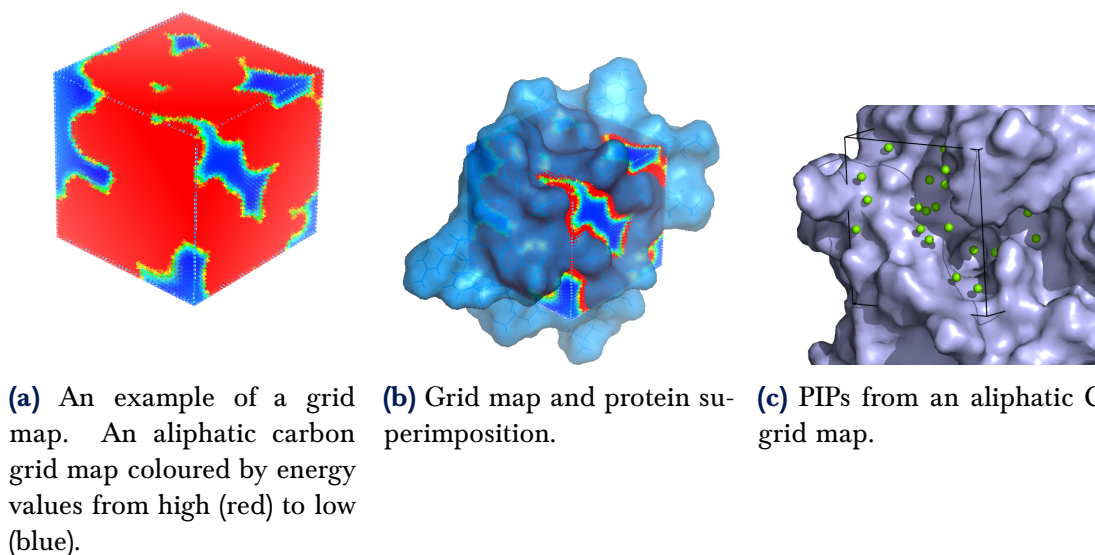 (a) An example of a grid
map. An aliphatic carbon
grid map coloured by energy
values from high (red) to low
(blue).
(b) Grid map and protein su-
perimposition.
(c) PIPs from an aliphatic C
grid map.